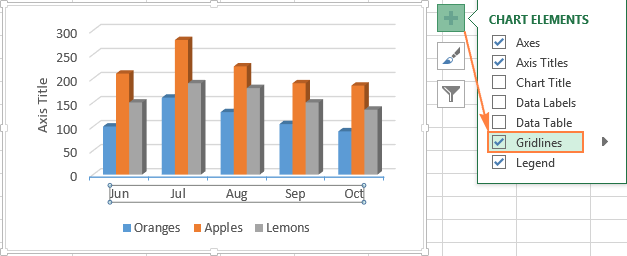 300
250
200
150
100
50
0
Axis Title
Jun Jul Aug Sep Oct
Oranges Apples Lemons
CHART ELEMENTS
Axes
Axis Titles
Chart Title
Data Labels
Data Table
Gridlines
Legend